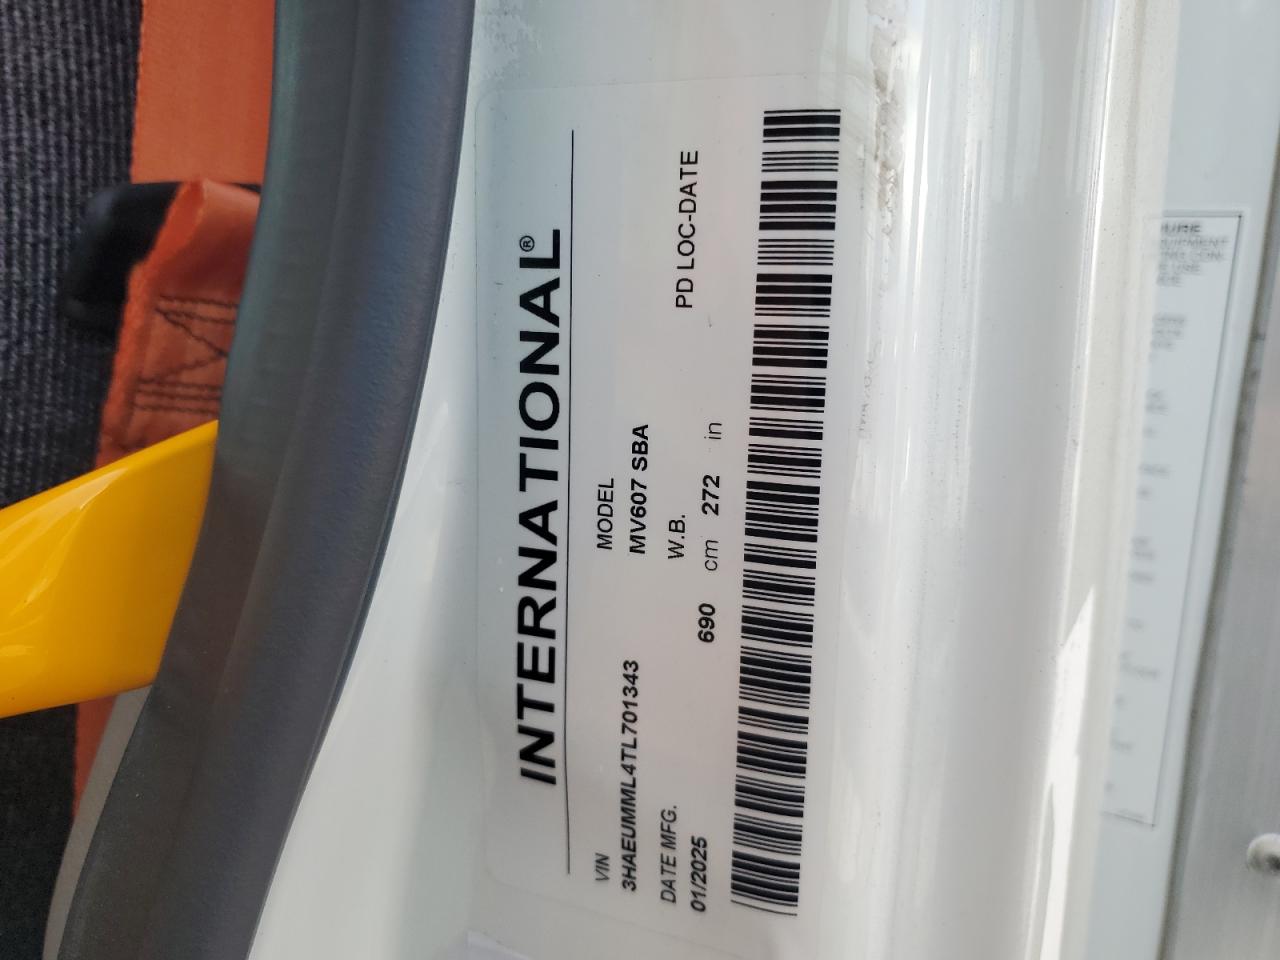 INTERNATIONAL®
VIN MODEL
3HAEUMML4TL701343 MV607 SBA
DATE MFG. W.B. PD LOC-DATE
01/2025 690 cm 272 in